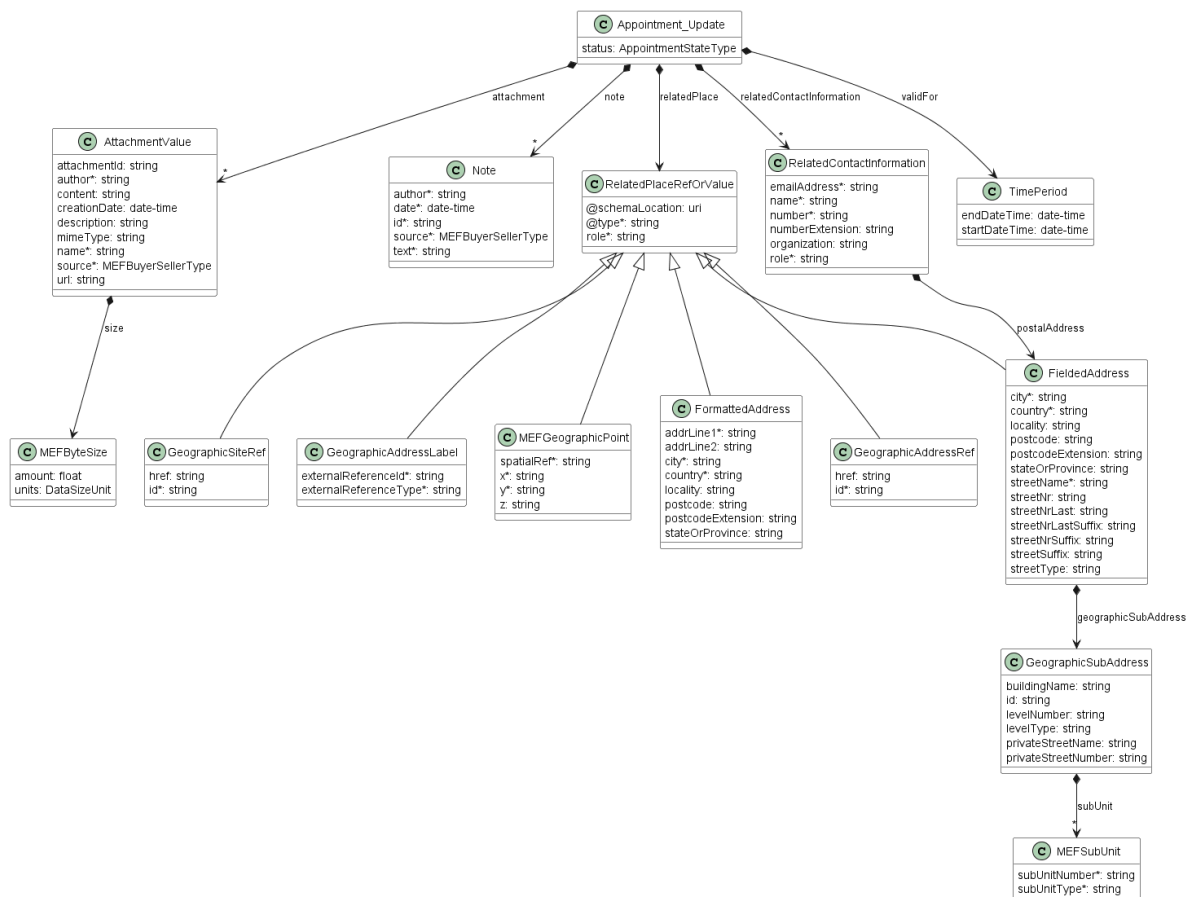 C Appointment_Update
status: AppointmentStateType
attachment
note
relatedPlace
relatedContactInformation
validFor
*
*
*
C AttachmentValue
attachmentId: string
author*: string
content: string
creationDate: date-time
description: string
mimeType: string
name*: string
source*: MEFBuyerSellerType
url: string
C Note
author*: string
date*: date-time
id*: string
source*: MEFBuyerSellerType
text*: string
C RelatedPlaceRefOrValue
@schemaLocation: uri
@type*: string
role*: string
C RelatedContactInformation
emailAddress*: string
name*: string
number*: string
numberExtension: string
organization: string
role*: string
C TimePeriod
endDateTime: date-time
startDateTime: date-time
size
postalAddress
C MEFByteSize
amount: float
units: DataSizeUnit
C GeographicSiteRef
href: string
id*: string
C GeographicAddressLabel
externalReferenceId*: string
externalReferenceType*: string
C MEFGeographicPoint
spatialRef*: string
x*: string
y*: string
z: string
C FormattedAddress
addrLine1*: string
addrLine2: string
city*: string
country*: string
locality: string
postcode: string
postcodeExtension: string
stateOrProvince: string
C GeographicAddressRef
href: string
id*: string
C FieldedAddress
city*: string
country*: string
locality: string
postcode: string
postcodeExtension: string
stateOrProvince: string
streetName*: string
streetNr: string
streetNrLast: string
streetNrLastSuffix: string
streetNrSuffix: string
streetSuffix: string
streetType: string
geographicSubAddress
C GeographicSubAddress
buildingName: string
id: string
levelNumber: string
levelType: string
privateStreetName: string
privateStreetNumber: string
subUnit
*
C MEFSubUnit
subUnitNumber*: string
subUnitType*: string